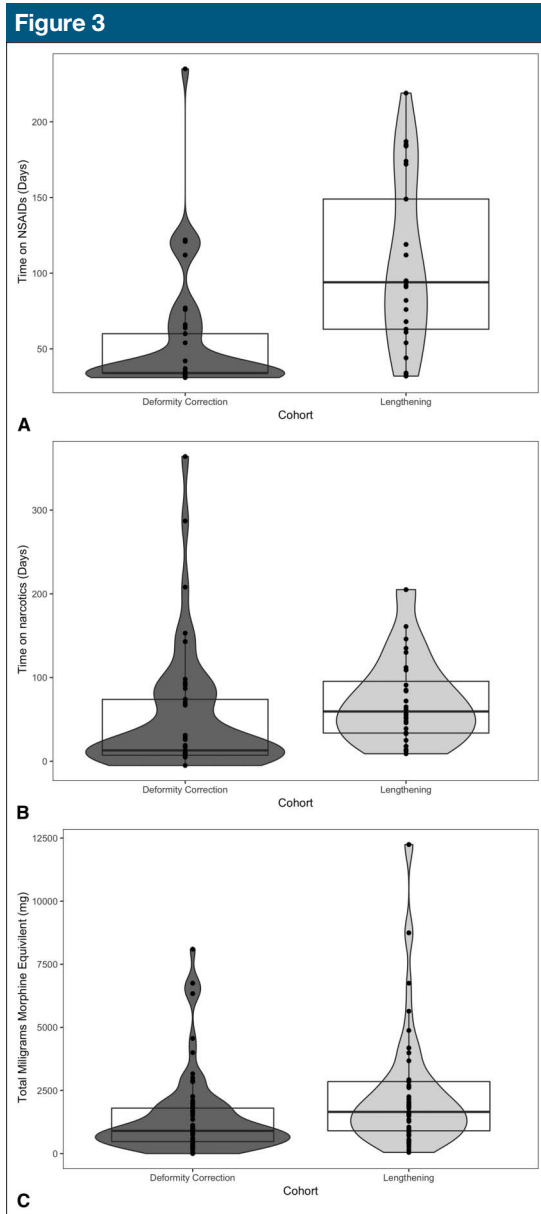 Figure 3
Time on NSAIDs (Days)
200
150
100
50
Deformity Correction
Lengthening
Cohort
A
Time on narcotics (Days)
300
200
100
0
Deformity Correction
Lengthening
Cohort
B
Total Miligrams Morphine Equivilent (mg)
12500
10000
7500
5000
2500
0
Deformity Correction
Lengthening
Cohort
C